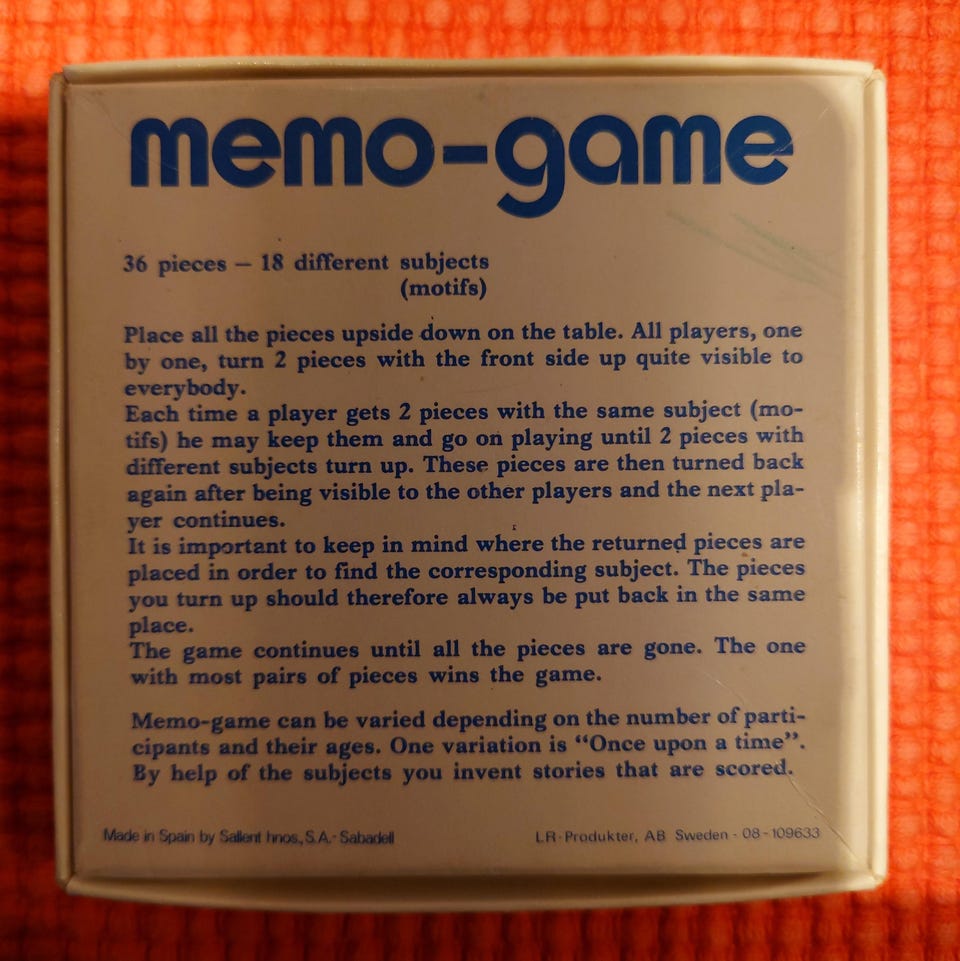 memo-game
36 pieces – 18 different subjects
(motifs)
Place all the pieces upside down on the table. All players, one
by one, turn 2 pieces with the front side up quite visible to
everybody.
Each time a player gets 2 pieces with the same subject (mo-
tifs) he may keep them and go on playing until 2 pieces with
different subjects turn up. These pieces are then turned back
again after being visible to the other players and the next pla-
yer continues.
It is important to keep in mind where the returned pieces are
placed in order to find the corresponding subject. The pieces
you turn up should therefore always be put back in the same
place.
The game continues until all the pieces are gone. The one
with most pairs of pieces wins the game.
Memo-game can be varied depending on the number of parti-
cipants and their ages. One variation is “Once upon a time”.
By help of the subjects you invent stories that are scored.
Made in Spain by Sallent hnos., S.A.- Sabadell
LR-Produkter, AB Sweden - 08-109633